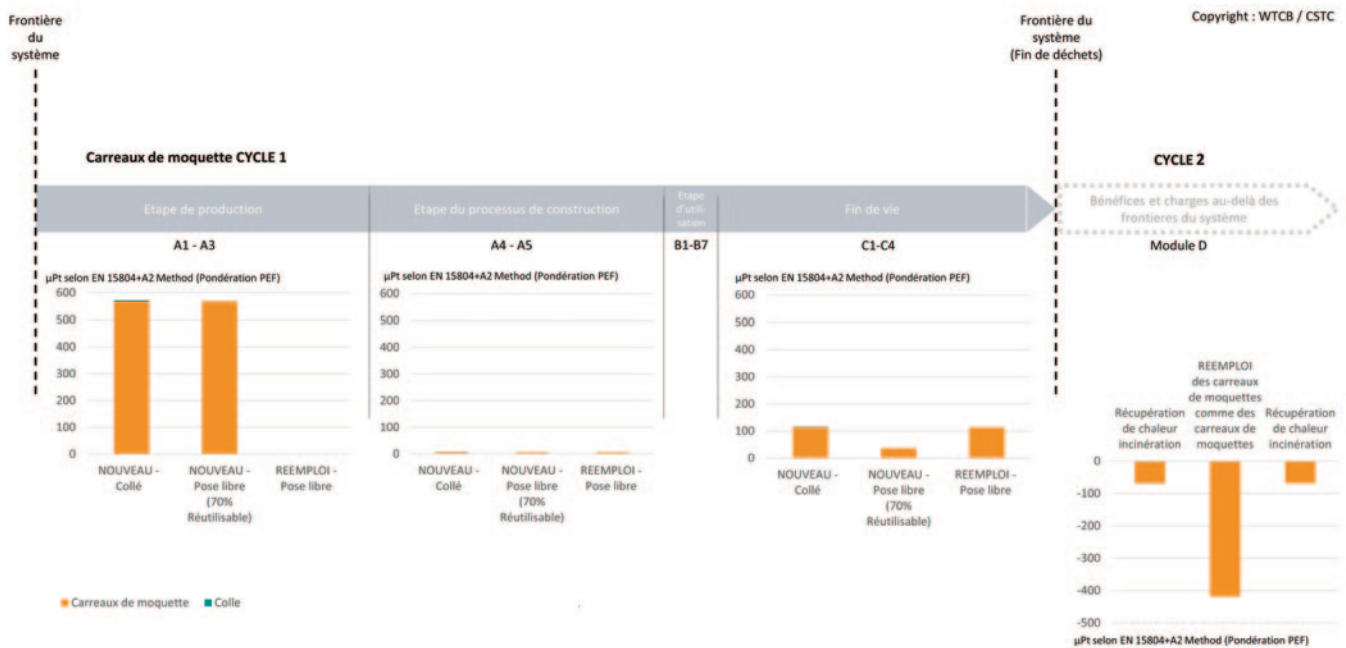 Frontière
du
système
Frontière du
système
(Fin de déchets)
Copyright : WTCB / CSTC
Carreaux de moquette CYCLE 1
CYCLE 2
Etape de production
Etape du processus de construction
Etape
d'utili-
sation
Fin de vie
Bénéfices et charges au-delà des
frontieres du système
A1 - A3
A4 - A5
B1-B7
C1-C4
Module D
µPt selon EN 15804+A2 Method (Pondération PEF)
600
500
400
300
200
100
0
NOUVEAU -
Collé
NOUVEAU -
Pose libre
(70%
Réutilisable)
REEMPLOI -
Pose libre
µPt selon EN 15804+A2 Method (Pondération PEF)
600
500
400
300
200
100
0
NOUVEAU -
Collé
NOUVEAU -
Pose libre
(70%
Réutilisable)
REEMPLOI -
Pose libre
µPt selon EN 15804+A2 Method (Pondération PEF)
600
500
400
300
200
100
0
NOUVEAU -
Collé
NOUVEAU -
Pose libre
(70%
Réutilisable)
REEMPLOI -
Pose libre
Récupération
de chaleur
incinération
REEMPLOI
des carreaux
de moquettes
comme des
carreaux de
moquettes
Récupération
de chaleur
incinération
0
-100
-200
-300
-400
-500
µPt selon EN 15804+A2 Method (Pondération PEF)
Carreaux de moquette
Colle